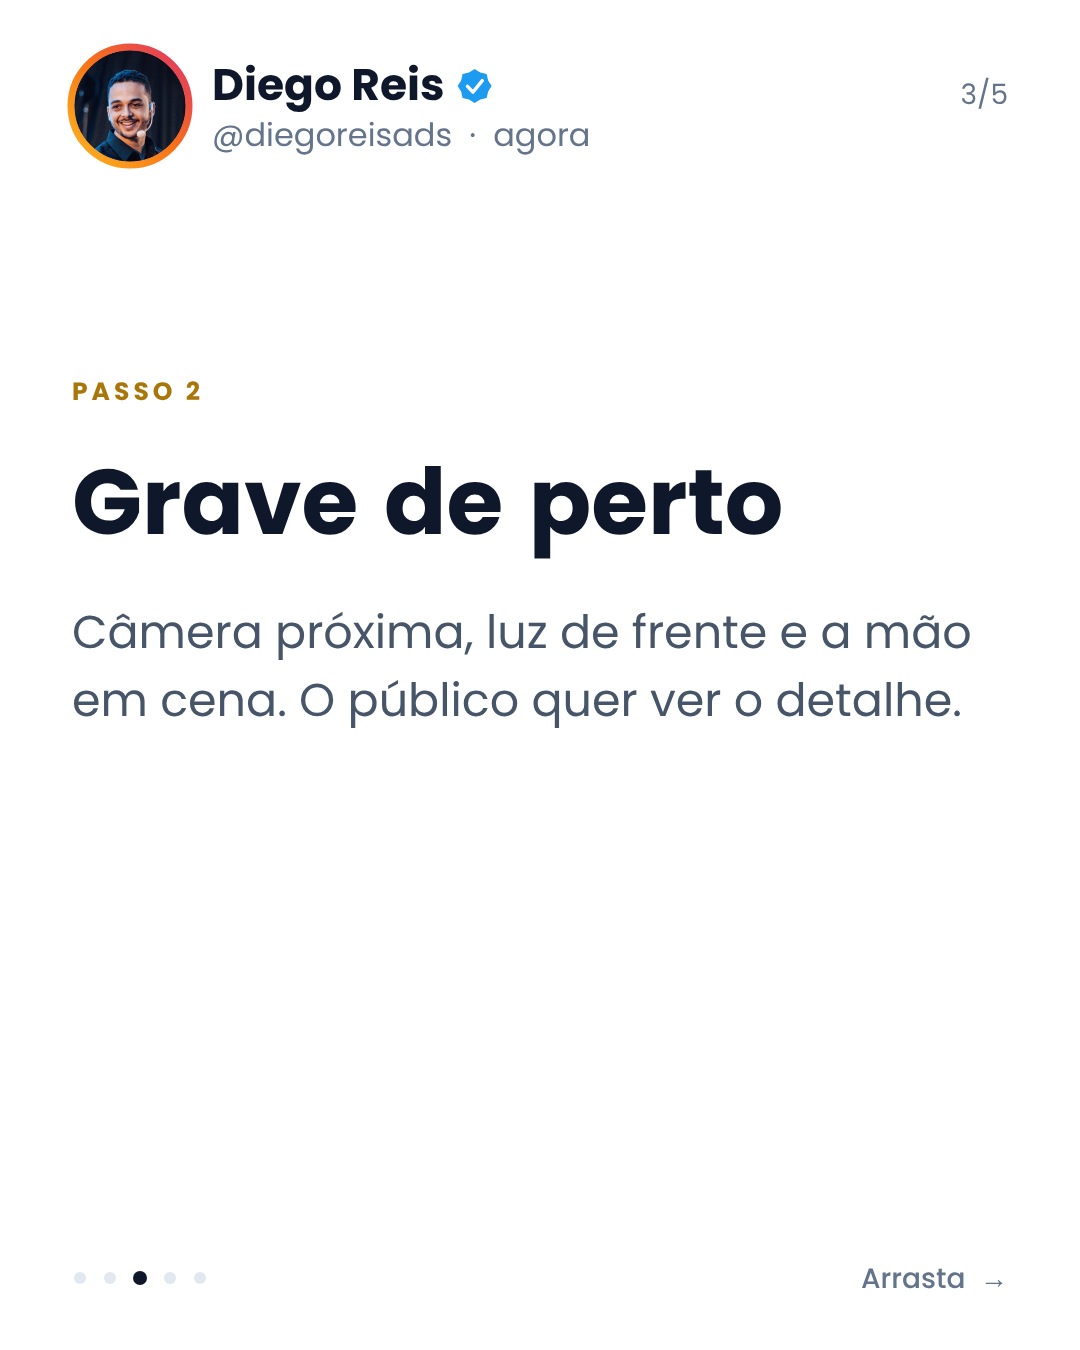 Diego Reis
@diegoreisads · agora
3/5
PASSO 2
Grave de perto
Câmera próxima, luz de frente e a mão
em cena. O público quer ver o detalhe.
Arrasta →